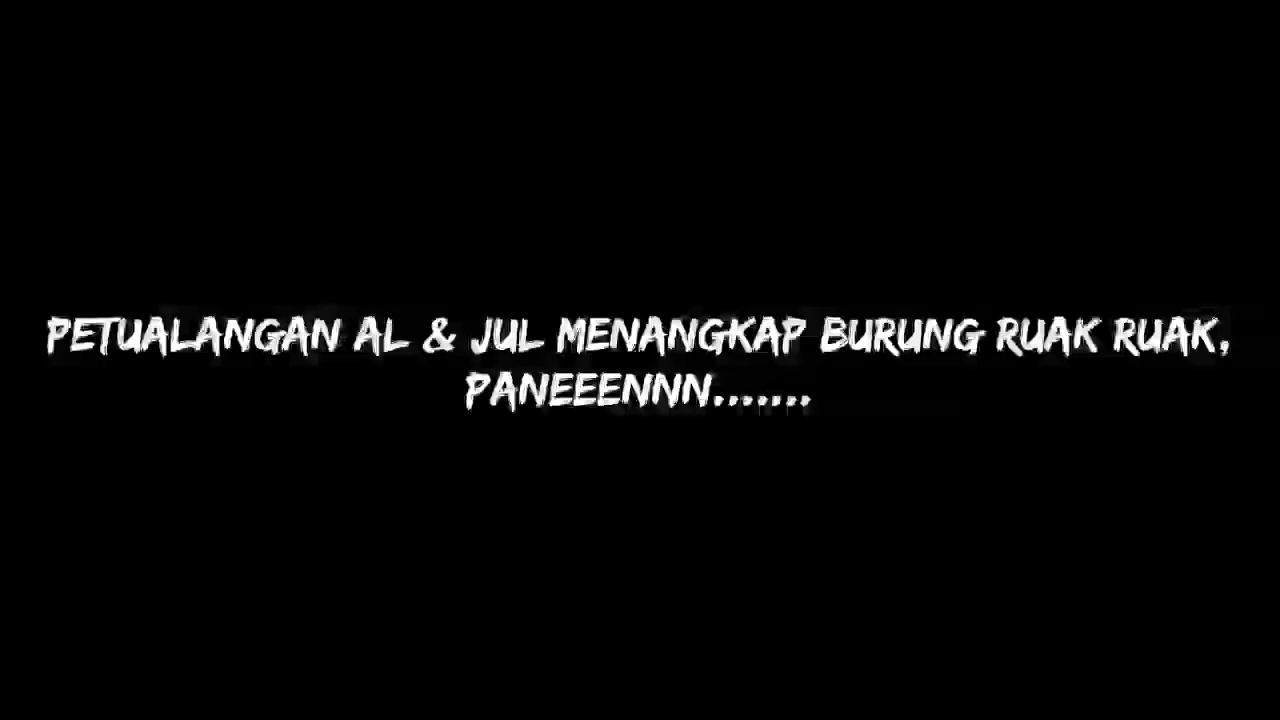 PETUALANGAN AL & JUL MENANGKAP BURUNG RUAK RUAK,
PANEEENNN.......